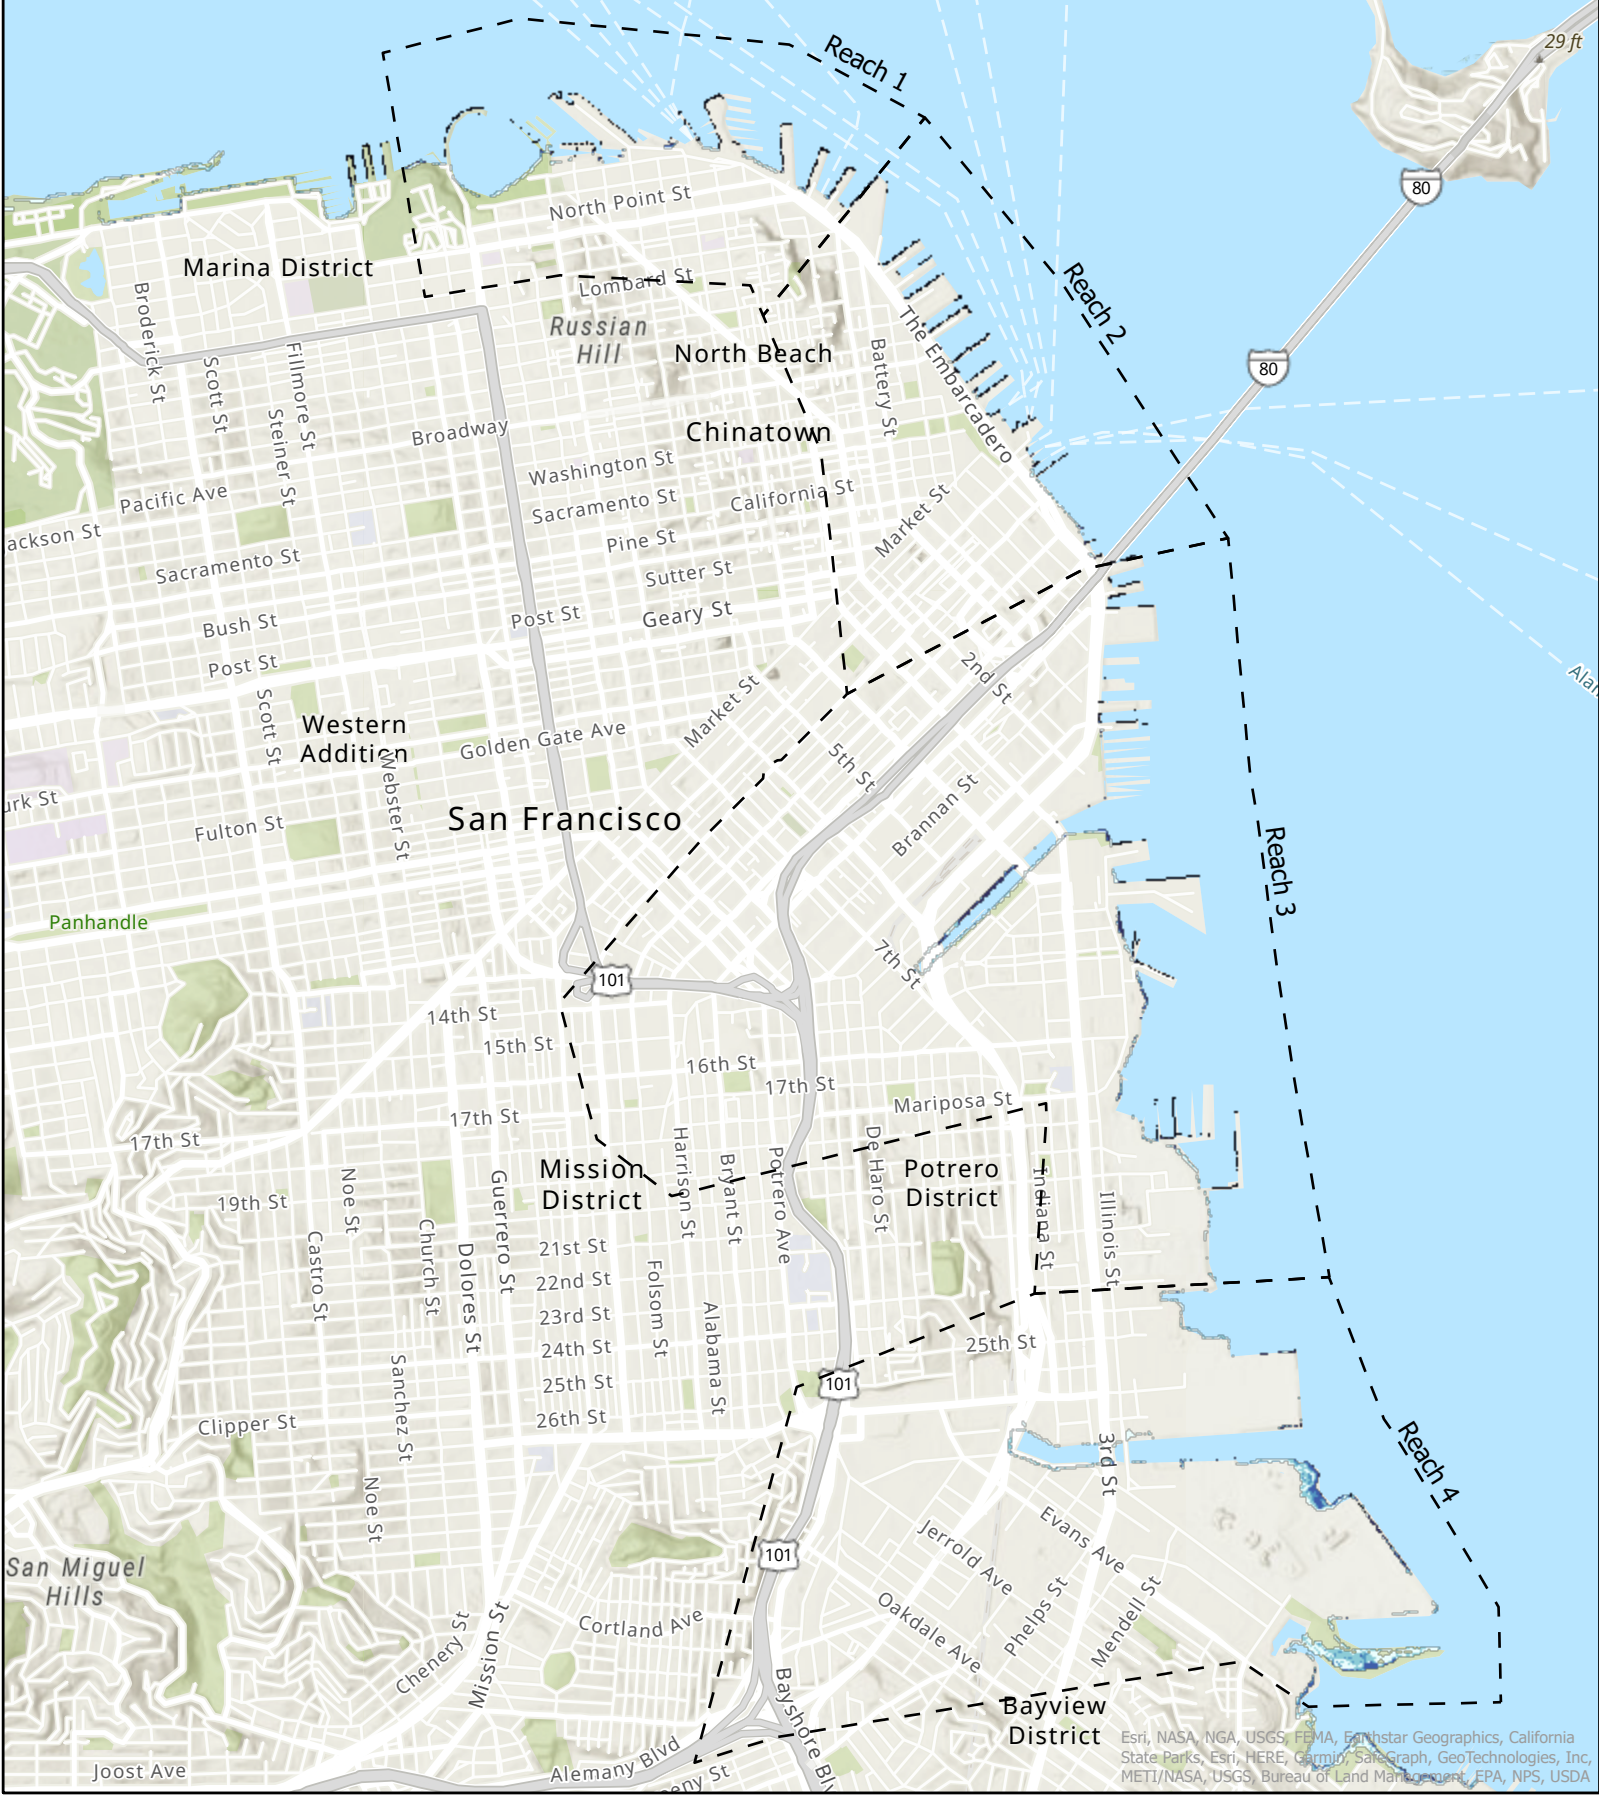 29 ft
Reach 1
80
North Point St
Marina District
Lombard St
Reach 2
Broderick St
Russian
Hill
North Beach
The Embarcadero
Battery St
80
Scott St
Fillmore St
Steiner St
Broadway
Chinatown
Washington St
Pacific Ave
Sacramento St
California St
Market St
ackson St
Pine St
Sacramento St
Sutter St
Bush St
Post St
Geary St
Post St
2nd St
Alan
Scott St
Western
Addition
Market St
Golden Gate Ave
5th St
Webster St
urk St
Fulton St
San Francisco
Brannan St
Reach 3
Panhandle
7th St
101
14th St
15th St
16th St
17th St
17th St
Mariposa St
17th St
Mission
District
Harrison St
Bryant St
Potrero Ave
De Haro St
Potrero
District
Indiana St
Illinois St
19th St
Noe St
Guerrero St
Castro St
Church St
Dolores St
21st St
22nd St
23rd St
24th St
25th St
26th St
Folsom St
Alabama St
25th St
101
Sanchez St
Clipper St
3rd St
Reach 4
Noe St
San Miguel
Hills
101
Jerrold Ave
Evans Ave
Oakdale Ave
Phelps St
Mendell St
Cortland Ave
Chenery St
Mission St
Bayshore Blv
Bayview
District
Joost Ave
Alemany Blvd
eny St
Esri, NASA, NGA, USGS, FEMA, Earthstar Geographics, California
State Parks, Esri, HERE, Garmin, SafeGraph, GeoTechnologies, Inc,
METI/NASA, USGS, Bureau of Land Management, EPA, NPS, USDA